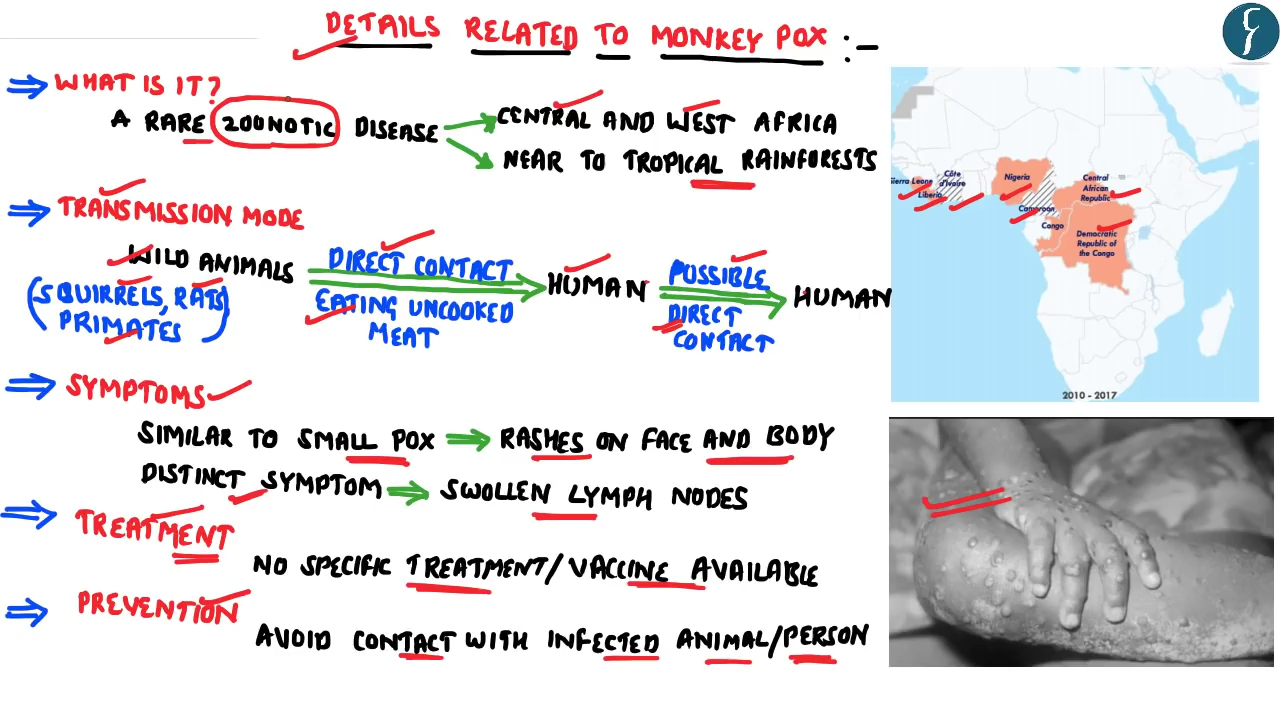 DETAILS RELATED TO MONKEY POX :-
⇒ WHAT IS IT?
A RARE ZOONOTIC DISEASE → CENTRAL AND WEST AFRICA
→ NEAR TO TROPICAL RAINFORESTS
⇒ TRANSMISSION MODE
WILD ANIMALS
(SQUIRRELS, RATS
PRIMATES)
DIRECT CONTACT
EATING UNCOOKED
MEAT
HUMAN
POSSIBLE
DIRECT
CONTACT
HUMAN
⇒ SYMPTOMS
SIMILAR TO SMALL POX ⇒ RASHES ON FACE AND BODY
DISTINCT SYMPTOM ⇒ SWOLLEN LYMPH NODES
⇒ TREATMENT
NO SPECIFIC TREATMENT/VACCINE AVAILABLE
⇒ PREVENTION
AVOID CONTACT WITH INFECTED ANIMAL/PERSON
Sierra Leone
Liberia
Côte
d'Ivoire
Nigeria
Cameroon
Central
African
Republic
Congo
Democratic
Republic of
the Congo
2010 - 2017